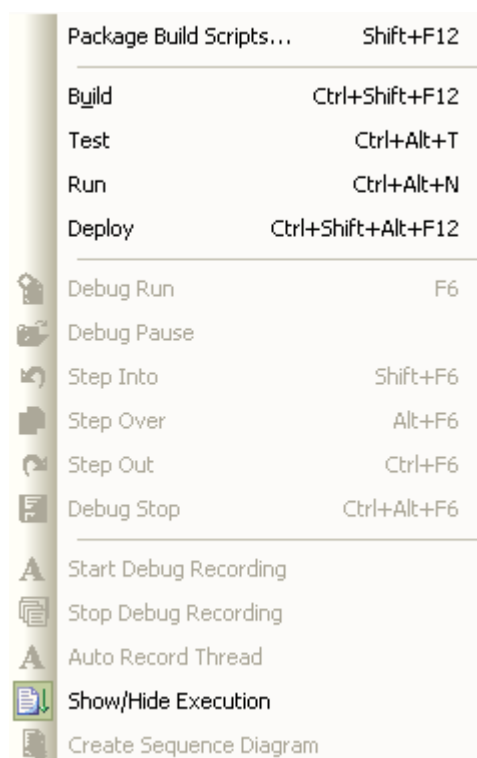 Package Build Scripts... Shift+F12
Build Ctrl+Shift+F12
Test Ctrl+Alt+T
Run Ctrl+Alt+N
Deploy Ctrl+Shift+Alt+F12
Debug Run F6
Debug Pause
Step Into Shift+F6
Step Over Alt+F6
Step Out Ctrl+F6
Debug Stop Ctrl+Alt+F6
Start Debug Recording
Stop Debug Recording
Auto Record Thread
Show/Hide Execution
Create Sequence Diagram